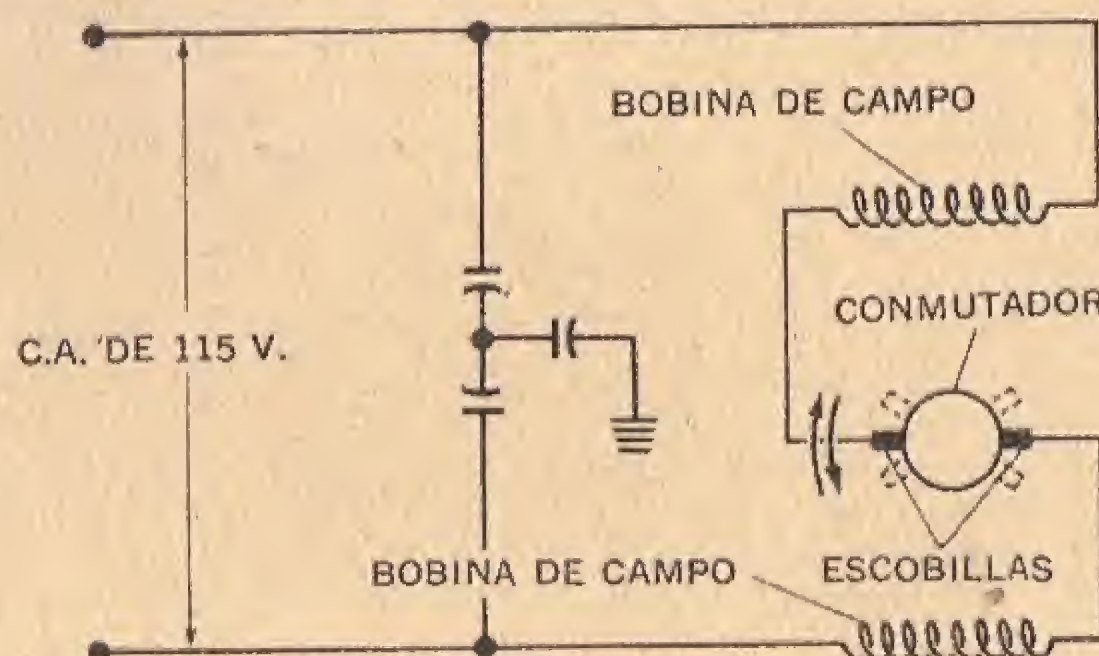 BOBINA DE CAMPO
CONMUTADOR
C.A. DE 115 V.
BOBINA DE CAMPO
ESCOBILLAS